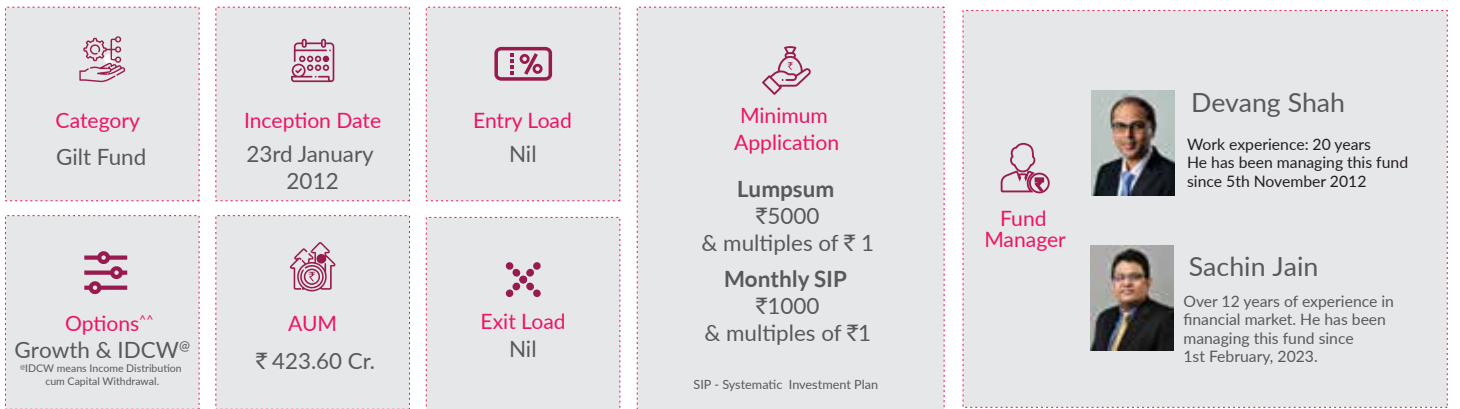 Category
Gilt Fund
Inception Date
23rd January
2012
Entry Load
Nil
Options^^
Growth & IDCW@
@IDCW means Income Distribution
cum Capital Withdrawal.
AUM
₹ 423.60 Cr.
Exit Load
Nil
Minimum
Application
Lumpsum
₹5000
& multiples of ₹ 1
Monthly SIP
₹1000
& multiples of ₹1
SIP - Systematic Investment Plan
Fund
Manager
Devang Shah
Work experience: 20 years
He has been managing this fund
since 5th November 2012
Sachin Jain
Over 12 years of experience in
financial market. He has been
managing this fund since
1st February, 2023.